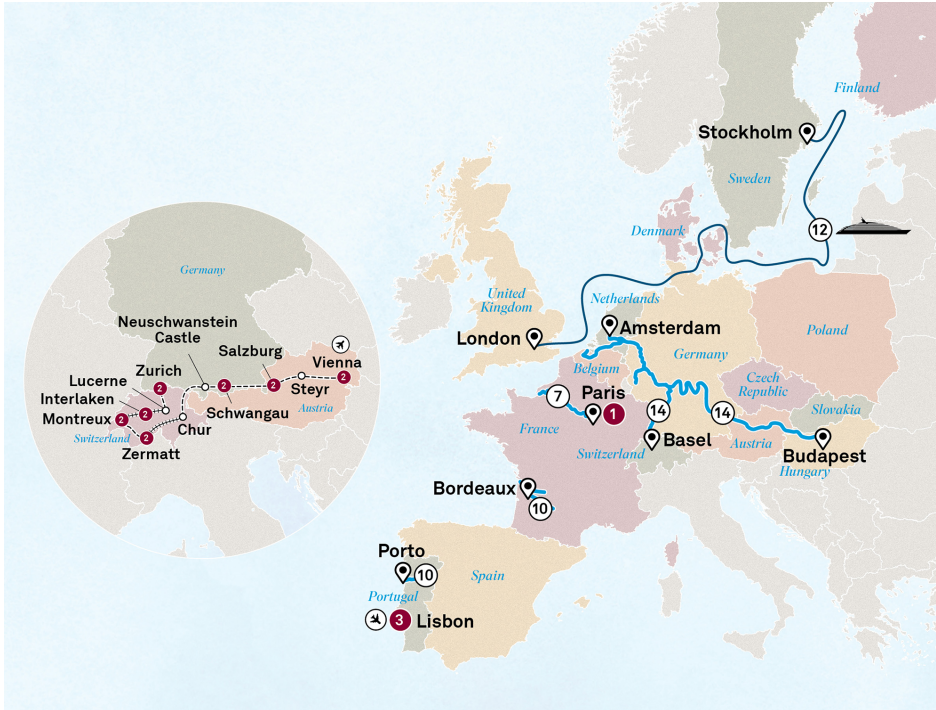 Finland
Stockholm
Sweden
12
Denmark
United
Kingdom
Netherlands
London
Amsterdam
Poland
Germany
Belgium
Czech
Republic
7
Paris
1
14
14
Slovakia
France
Basel
Austria
Switzerland
Budapest
Hungary
Bordeaux
10
Porto
10
Spain
Portugal
3
Lisbon
Germany
Neuschwanstein
Castle
Salzburg
Vienna
Zurich
2
2
2
2
Steyr
Lucerne
Interlaken
2
Schwangau
Austria
Montreux
2
Chur
Switzerland
2
Zermatt